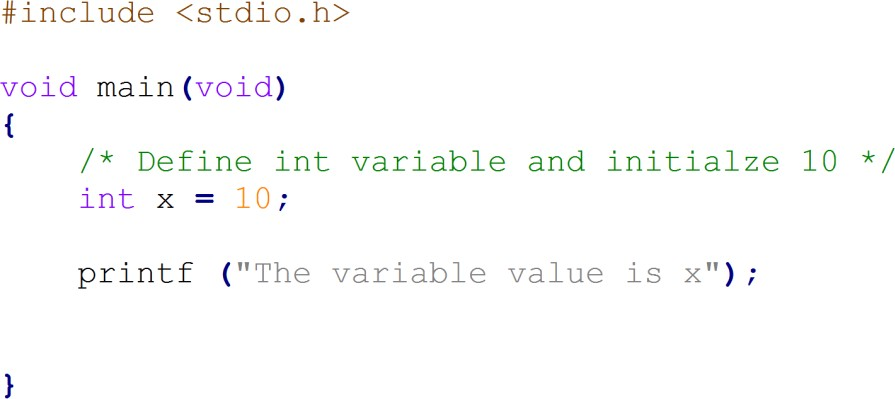 #include <stdio.h>
void main(void)
{
/* Define int variable and initialze 10 */
int x = 10;
printf ("The variable value is x");
}